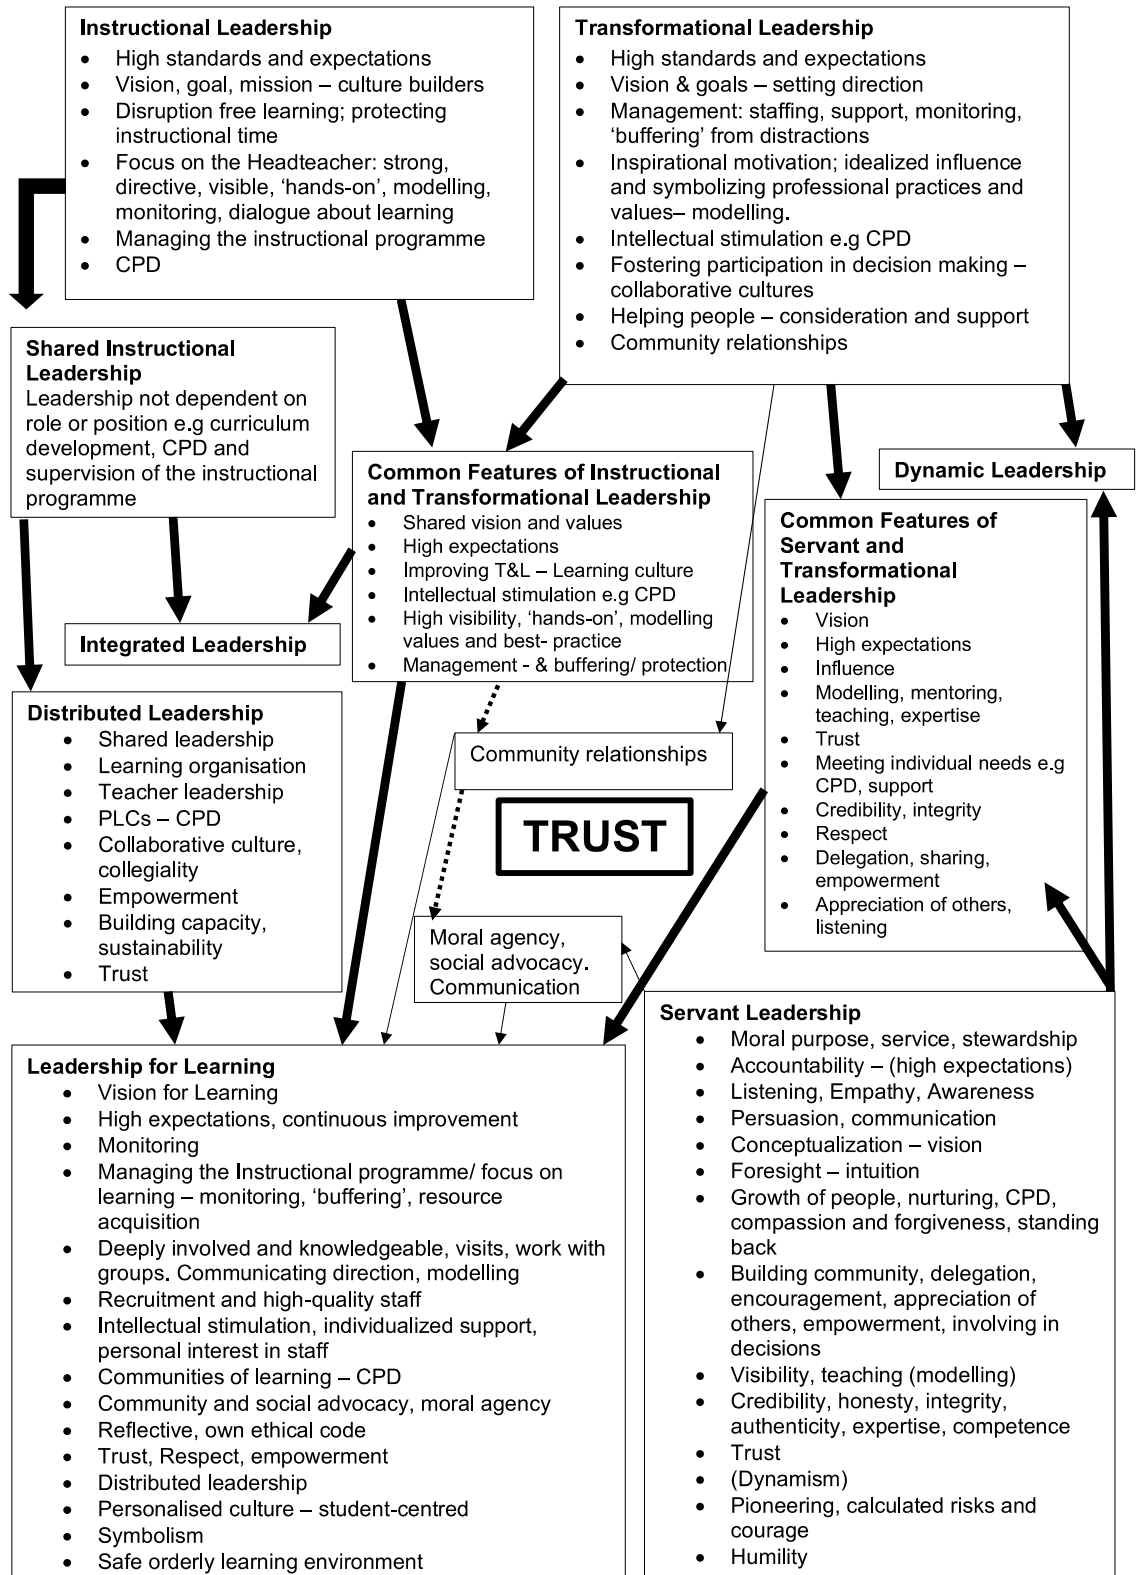 Instructional Leadership
• High standards and expectations
• Vision, goal, mission – culture builders
• Disruption free learning; protecting
instructional time
• Focus on the Headteacher: strong,
directive, visible, ‘hands-on’, modelling,
monitoring, dialogue about learning
• Managing the instructional programme
• CPD
Transformational Leadership
• High standards and expectations
• Vision & goals – setting direction
• Management: staffing, support, monitoring,
‘buffering’ from distractions
• Inspirational motivation; idealized influence
and symbolizing professional practices and
values– modelling.
• Intellectual stimulation e.g CPD
• Fostering participation in decision making –
collaborative cultures
• Helping people – consideration and support
• Community relationships
Shared Instructional
Leadership
Leadership not dependent on
role or position e.g curriculum
development, CPD and
supervision of the instructional
programme
Common Features of Instructional
and Transformational Leadership
• Shared vision and values
• High expectations
• Improving T&L – Learning culture
• Intellectual stimulation e.g CPD
• High visibility, ‘hands-on’, modelling
values and best- practice
• Management - & buffering/ protection
Dynamic Leadership
Common Features of
Servant and
Transformational
Leadership
• Vision
• High expectations
• Influence
• Modelling, mentoring,
teaching, expertise
• Trust
• Meeting individual needs e.g
CPD, support
• Credibility, integrity
• Respect
• Delegation, sharing,
empowerment
• Appreciation of others,
listening
Integrated Leadership
Distributed Leadership
• Shared leadership
• Learning organisation
• Teacher leadership
• PLCs – CPD
• Collaborative culture,
collegiality
• Empowerment
• Building capacity,
sustainability
• Trust
Community relationships
TRUST
Moral agency,
social advocacy.
Communication
Leadership for Learning
• Vision for Learning
• High expectations, continuous improvement
• Monitoring
• Managing the Instructional programme/ focus on
learning – monitoring, ‘buffering’, resource
acquisition
• Deeply involved and knowledgeable, visits, work with
groups. Communicating direction, modelling
• Recruitment and high-quality staff
• Intellectual stimulation, individualized support,
personal interest in staff
• Communities of learning – CPD
• Community and social advocacy, moral agency
• Reflective, own ethical code
• Trust, Respect, empowerment
• Distributed leadership
• Personalised culture – student-centred
• Symbolism
• Safe orderly learning environment
Servant Leadership
• Moral purpose, service, stewardship
• Accountability – (high expectations)
• Listening, Empathy, Awareness
• Persuasion, communication
• Conceptualization – vision
• Foresight – intuition
• Growth of people, nurturing, CPD,
compassion and forgiveness, standing
back
• Building community, delegation,
encouragement, appreciation of
others, empowerment, involving in
decisions
• Visibility, teaching (modelling)
• Credibility, honesty, integrity,
authenticity, expertise, competence
• Trust
• (Dynamism)
• Pioneering, calculated risks and
courage
• Humility